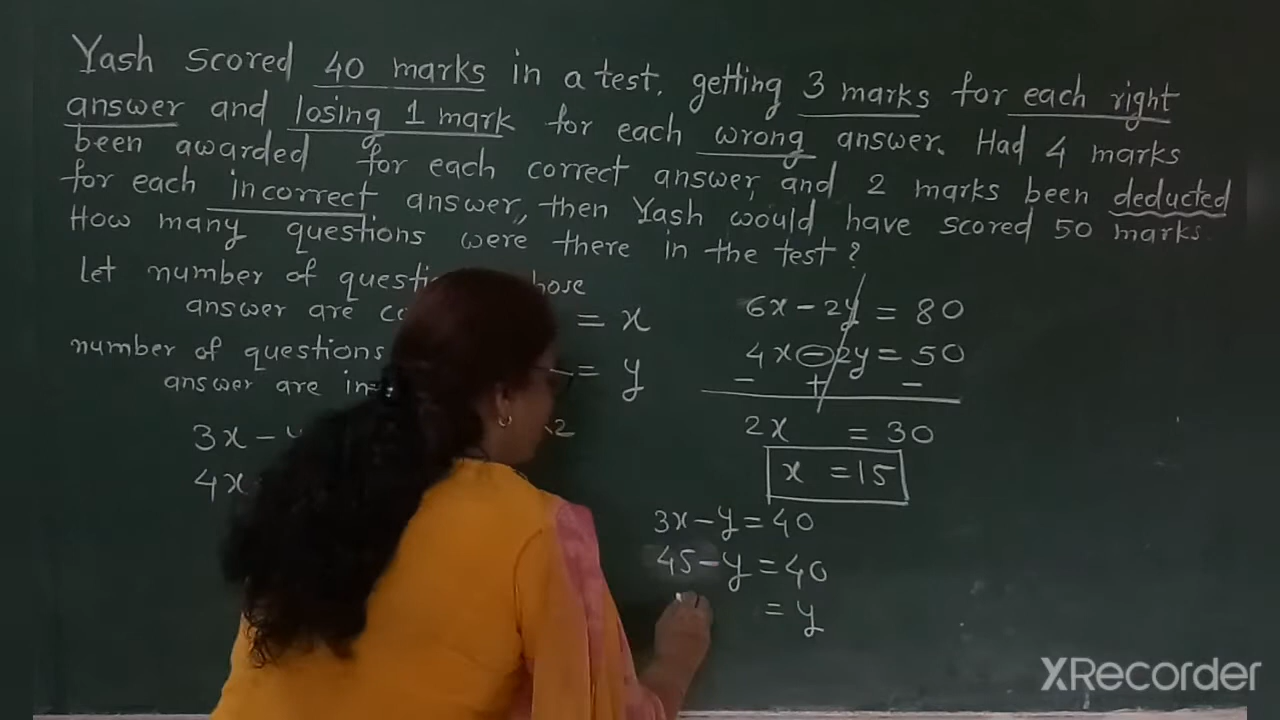 Yash scored 40 marks in a test, getting 3 marks for each right
answer and losing 1 mark for each wrong answer. Had 4 marks
been awarded for each correct answer, and 2 marks been deducted
for each incorrect answer, then Yash would have scored 50 marks.
How many questions were there in the test?
Let number of
answer are = x
number of questions
answer are = y
3x -
4x
6x - 2y = 80
4x - 2y = 50
- + -
2x = 30
x = 15
3x - y = 40
45 - y = 40
= y
XRecorder